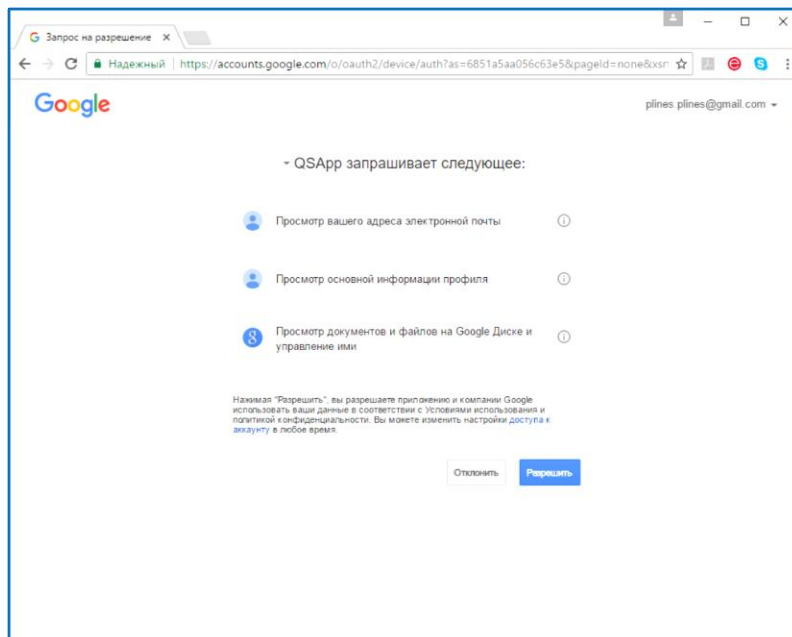 Запрос на разрешение
Надежный https://accounts.google.com/o/oauth2/device/auth?as=6851a5aa056c63e5&pageId=none&xsr
Google
plines.plines@gmail.com
QSApp запрашивает следующее:
Просмотр вашего адреса электронной почты
Просмотр основной информации профиля
Просмотр документов и файлов на Google Диске и
управление ими
Нажимая "Разрешить", вы разрешаете приложению и компании Google
использовать ваши данные в соответствии с Условиями использования и
политикой конфиденциальности. Вы можете изменить настройки доступа к
аккаунту в любое время.
Отклонить Разрешить